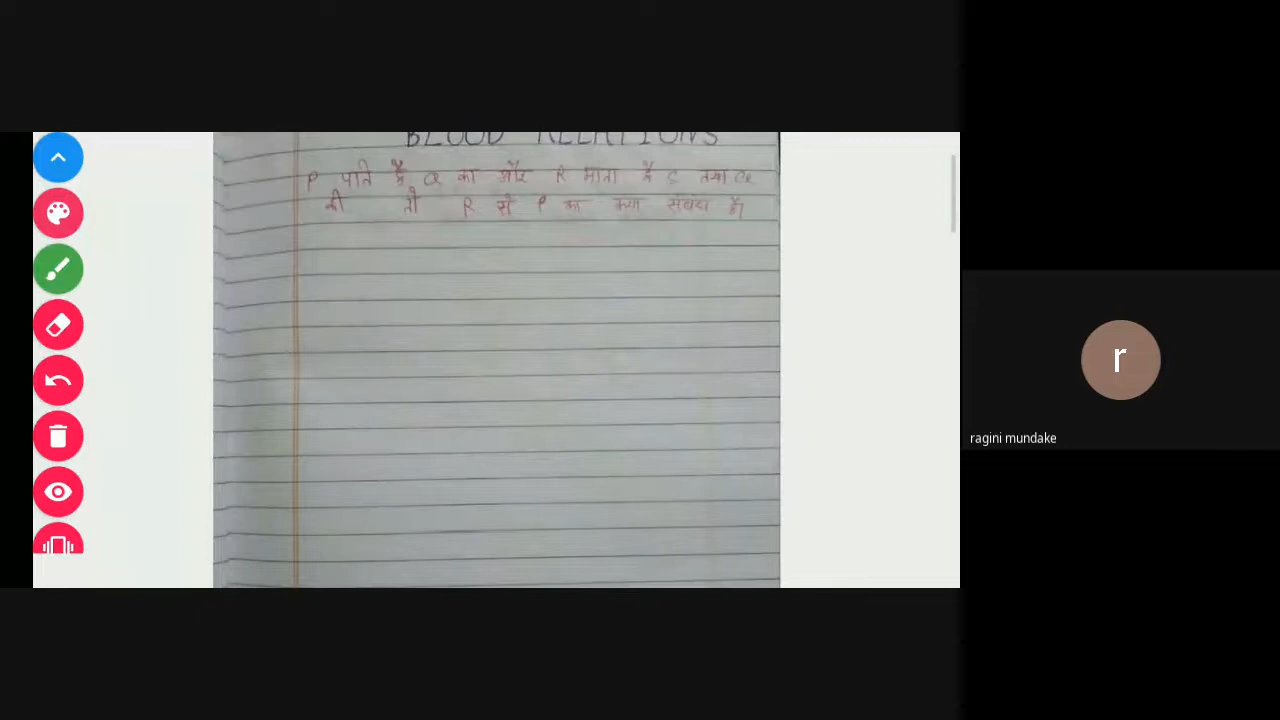 BLOOD RELATIONS
P पति है Q का और R माता है S तथा Q
की तो R से P का क्या संबंध है।
r
ragini mundake